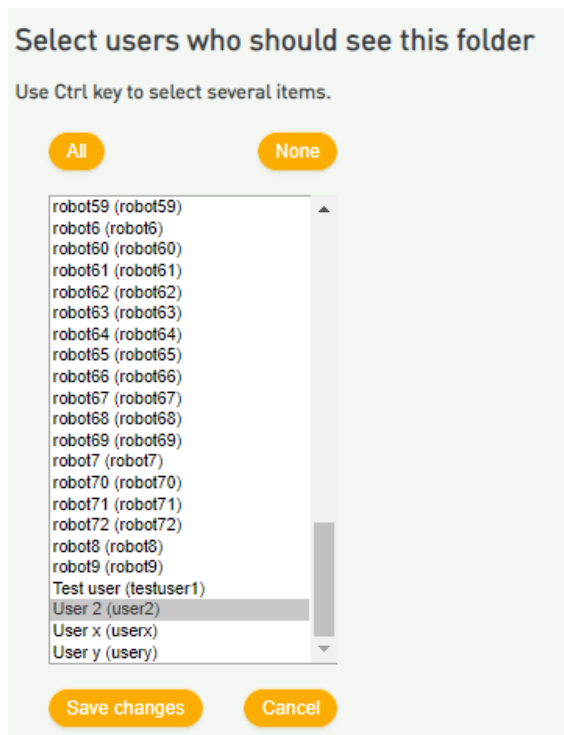 Select users who should see this folder
Use Ctrl key to select several items.
All
None
robot59 (robot59)
robot6 (robot6)
robot60 (robot60)
robot61 (robot61)
robot62 (robot62)
robot63 (robot63)
robot64 (robot64)
robot65 (robot65)
robot66 (robot66)
robot67 (robot67)
robot68 (robot68)
robot69 (robot69)
robot7 (robot7)
robot70 (robot70)
robot71 (robot71)
robot72 (robot72)
robot8 (robot8)
robot9 (robot9)
Test user (testuser1)
User 2 (user2)
User x (userx)
User y (usery)
Save changes
Cancel